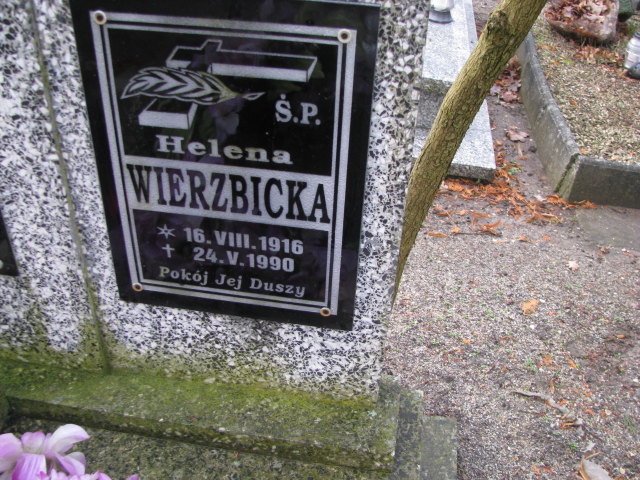 Ś.P.
Helena
WIERZBICKA
* 16.VIII.1916
† 24.V.1990
Pokój Jej Duszy